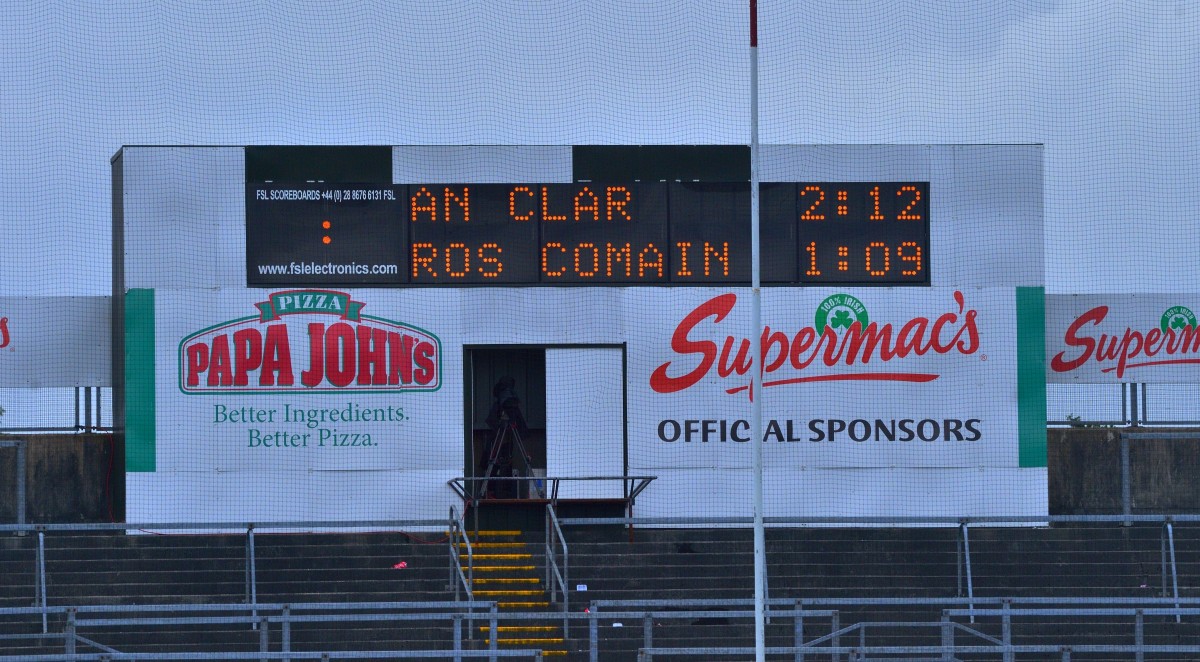 FSL SCOREBOARDS +44 (0) 28 8676 6131 FSL
:
www.fslelectronics.com
AN CLAR 2:12
ROS COMAIN 1:09
PIZZA
PAPA JOHN'S
Better Ingredients.
Better Pizza.
100% IRISH
Supermac's
OFFICIAL SPONSORS
Superm
s